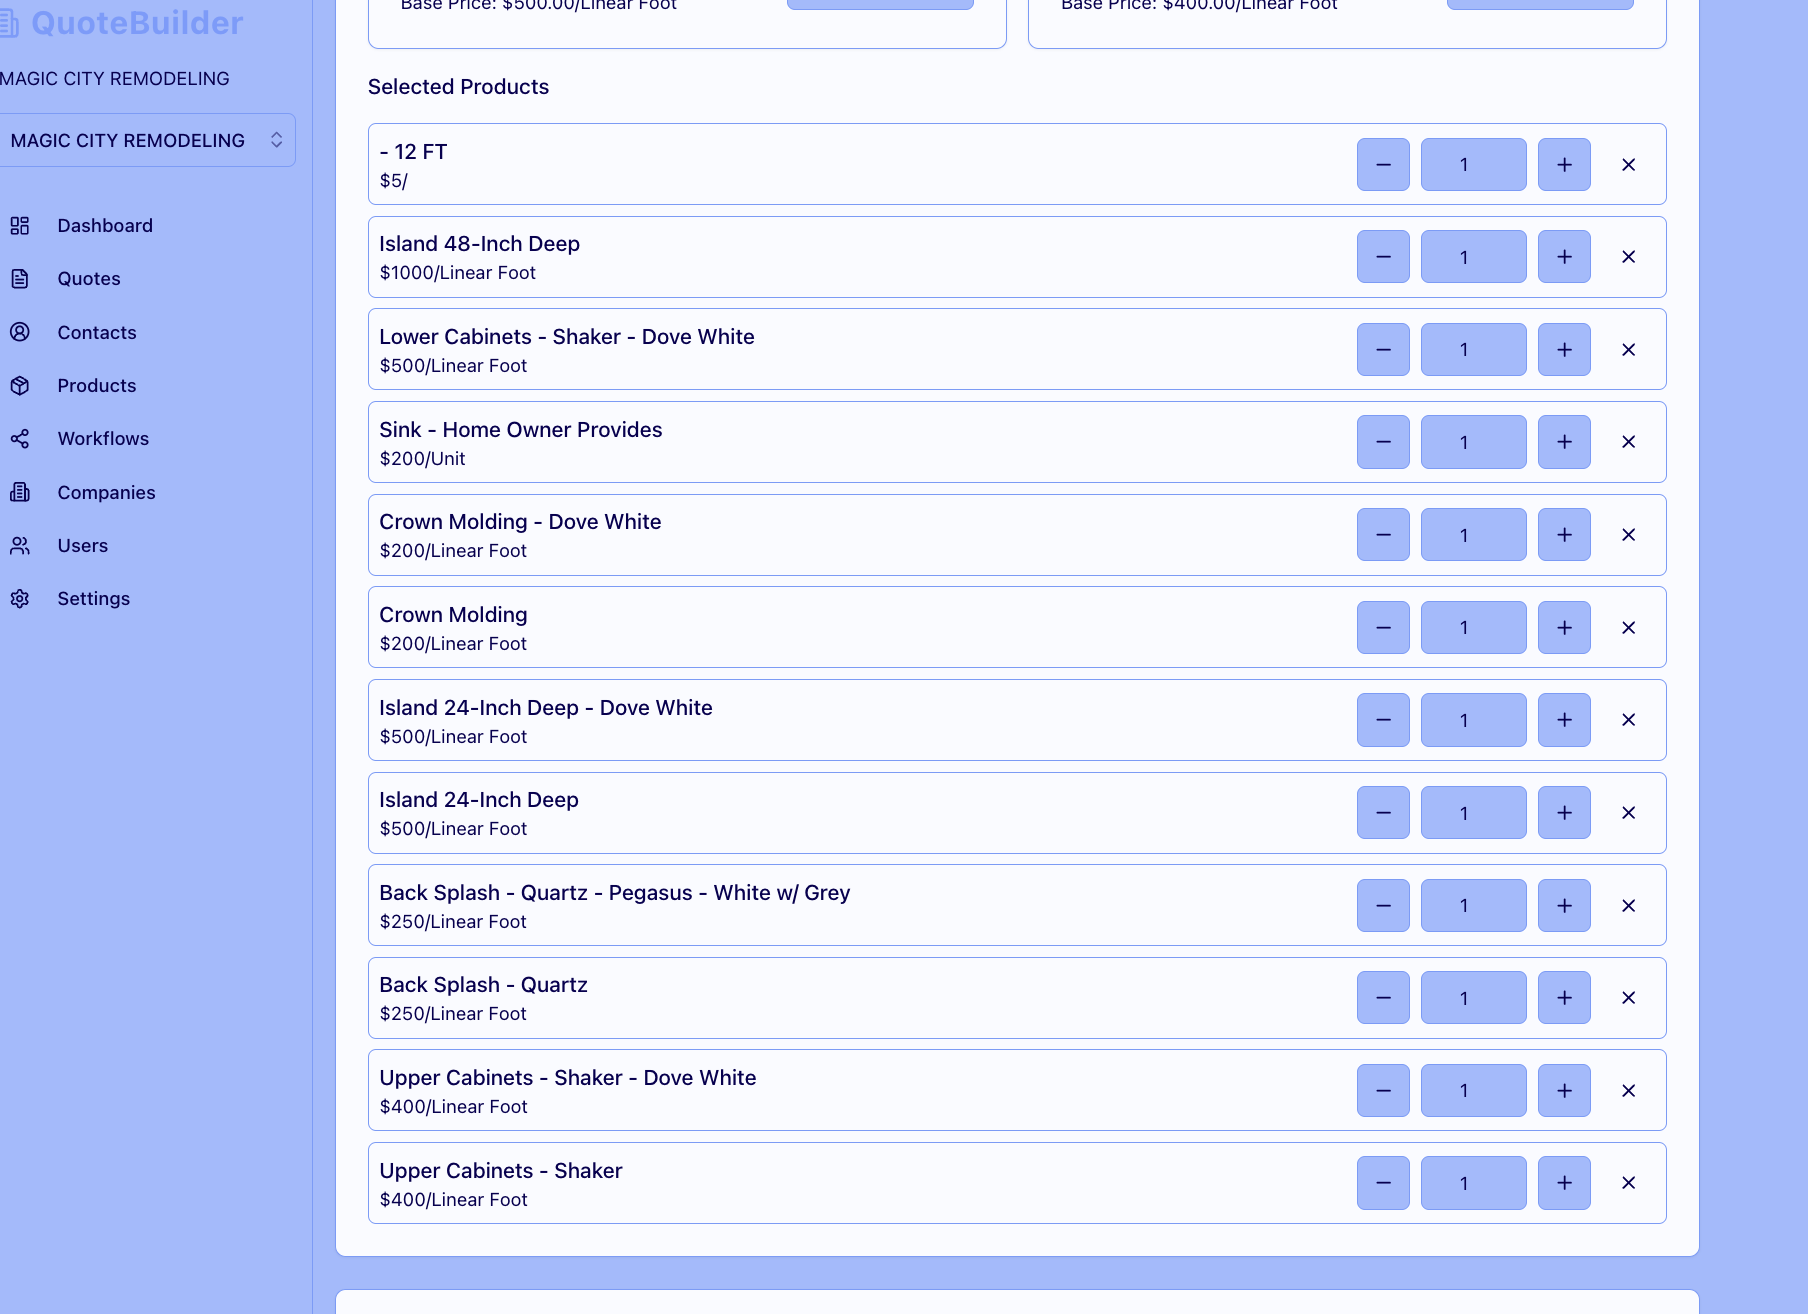 QuoteBuilder
MAGIC CITY REMODELING
MAGIC CITY REMODELING
Dashboard
Quotes
Contacts
Products
Workflows
Companies
Users
Settings
Base Price: $500.00/Linear Foot
Base Price: $400.00/Linear Foot
Selected Products
- 12 FT
$5/
1
Island 48-Inch Deep
$1000/Linear Foot
1
Lower Cabinets - Shaker - Dove White
$500/Linear Foot
1
Sink - Home Owner Provides
$200/Unit
1
Crown Molding - Dove White
$200/Linear Foot
1
Crown Molding
$200/Linear Foot
1
Island 24-Inch Deep - Dove White
$500/Linear Foot
1
Island 24-Inch Deep
$500/Linear Foot
1
Back Splash - Quartz - Pegasus - White w/ Grey
$250/Linear Foot
1
Back Splash - Quartz
$250/Linear Foot
1
Upper Cabinets - Shaker - Dove White
$400/Linear Foot
1
Upper Cabinets - Shaker
$400/Linear Foot
1